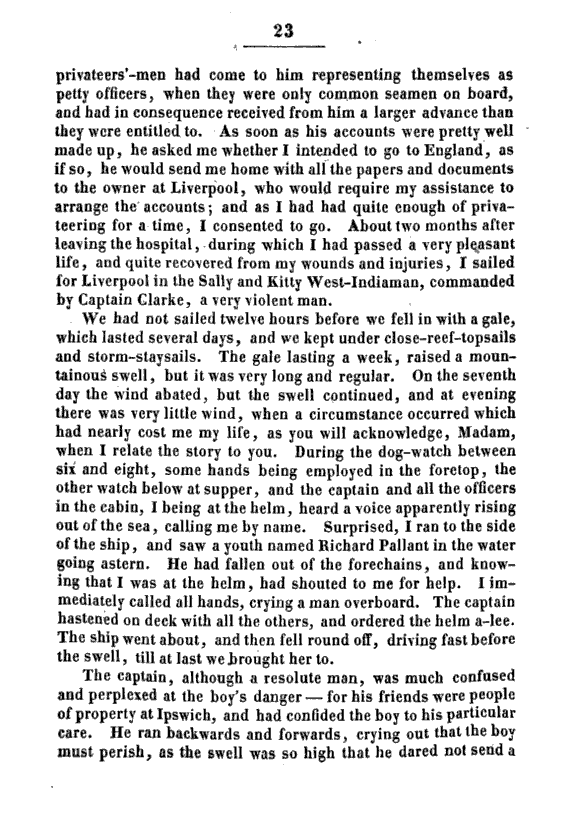 23
privateers'-men had come to him representing themselves as
petty officers, when they were only common seamen on board,
and had in consequence received from him a larger advance than
they were entitled to. As soon as his accounts were pretty well
made up, he asked me whether I intended to go to England, as
if so, he would send me home with all the papers and documents
to the owner at Liverpool, who would require my assistance to
arrange the accounts; and as I had had quite enough of priva-
teering for a time, I consented to go. About two months after
leaving the hospital, during which I had passed a very pleasant
life, and quite recovered from my wounds and injuries, I sailed
for Liverpool in the Sally and Kitty West-Indiaman, commanded
by Captain Clarke, a very violent man.
We had not sailed twelve hours before we fell in with a gale,
which lasted several days, and we kept under close-reef-topsails
and storm-staysails. The gale lasting a week, raised a moun-
tainous swell, but it was very long and regular. On the seventh
day the wind abated, but the swell continued, and at evening
there was very little wind, when a circumstance occurred which
had nearly cost me my life, as you will acknowledge, Madam,
when I relate the story to you. During the dog-watch between
six and eight, some hands being employed in the foretop, the
other watch below at supper, and the captain and all the officers
in the cabin, I being at the helm, heard a voice apparently rising
out of the sea, calling me by name. Surprised, I ran to the side
of the ship, and saw a youth named Richard Pallant in the water
going astern. He had fallen out of the forechains, and know-
ing that I was at the helm, had shouted to me for help. I im-
mediately called all hands, crying a man overboard. The captain
hastened on deck with all the others, and ordered the helm a-lee.
The ship went about, and then fell round off, driving fast before
the swell, till at last we brought her to.
The captain, although a resolute man, was much confused
and perplexed at the boy's danger — for his friends were people
of property at Ipswich, and had confided the boy to his particular
care. He ran backwards and forwards, crying out that the boy
must perish, as the swell was so high that he dared not send a